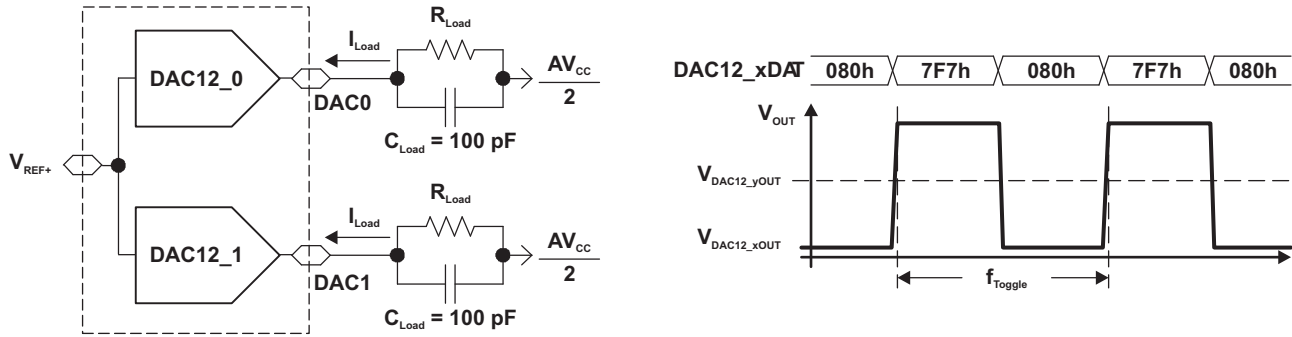 DAC12_0
I_Load
R_Load
AV_CC
2
DAC0
C_Load = 100 pF
V_REF+
DAC12_1
I_Load
R_Load
AV_CC
2
DAC1
C_Load = 100 pF
DAC12_xDAT 080h 7F7h 080h 7F7h 080h
V_OUT
V_DAC12_yOUT
V_DAC12_xOUT
f_Toggle